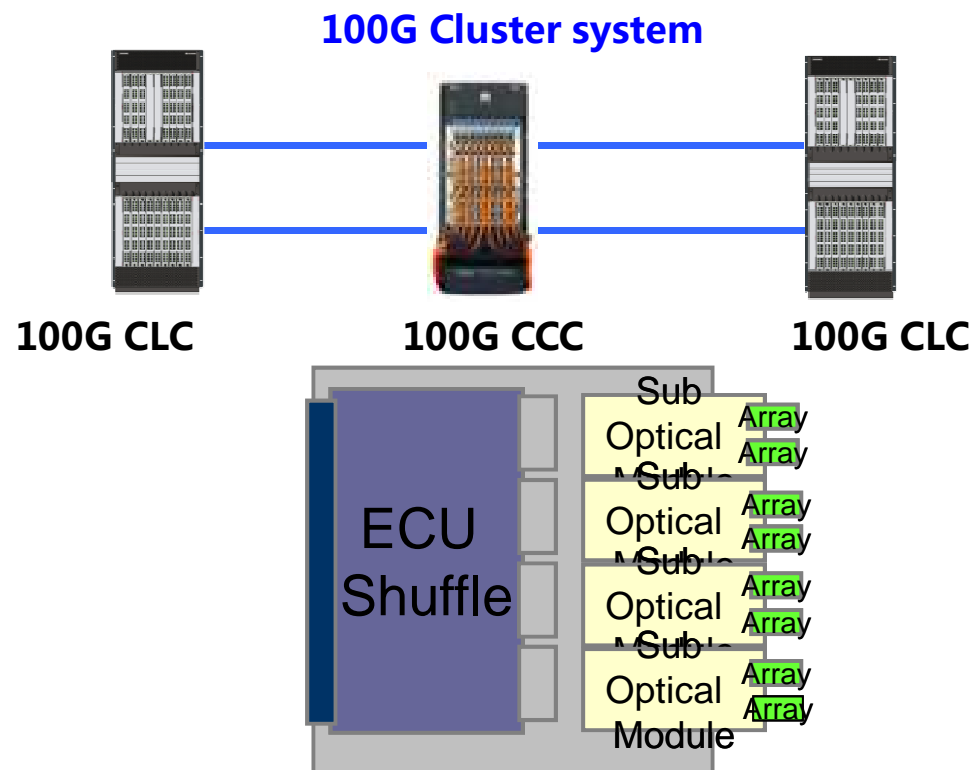 100G Cluster system
100G CLC
100G CCC
100G CLC
ECU
Shuffle
Sub
Optical
Array
Array
Sub
Optical
Array
Array
Sub
Optical
Array
Array
Sub
Optical
Module
Array
Array